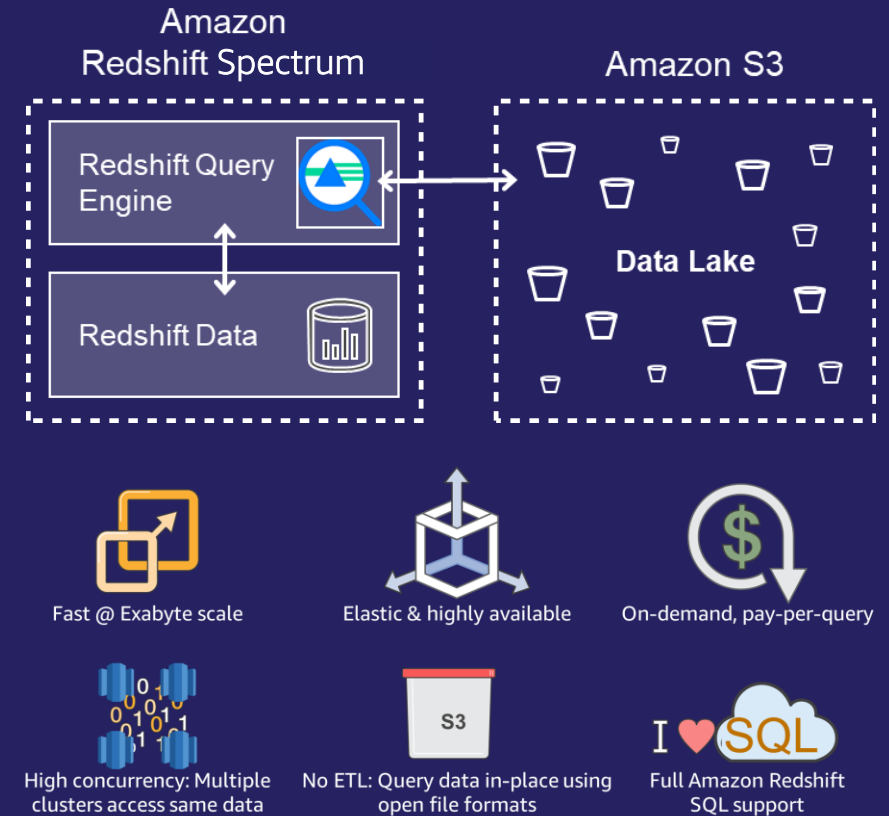 Amazon
Redshift Spectrum
Amazon S3
Redshift Query
Engine
Data Lake
Redshift Data
$
Fast @ Exabyte scale
Elastic & highly available
On-demand, pay-per-query
0 1
0 1 0
0 1 0 1
0 1 0 1
1 1 0
S3
I ❤ SQL
High concurrency: Multiple
clusters access same data
No ETL: Query data in-place using
open file formats
Full Amazon Redshift
SQL support